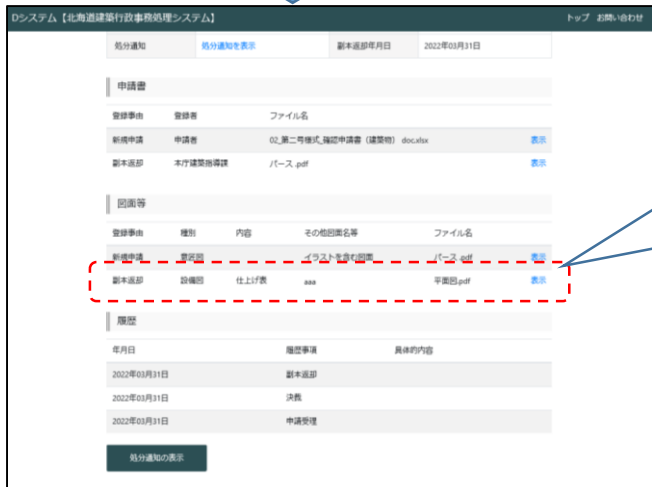 Dシステム【北海道建築行政事務処理システム】 トップ お問い合わせ
処分通知 処分通知を表示 副本返却年月日 2022年03月31日
申請書
登録事由 登録者 ファイル名
新規申請 申請者 02_第二号様式_確認申請書（建築物） doc.xlsx 表示
副本返却 本庁建築指導課 パース.pdf 表示
図面等
登録事由 種別 内容 その他図面名等 ファイル名
新規申請 意匠図 イラストを含む図面 パース.pdf 表示
副本返却 設備図 仕上げ表 aaa 平面図.pdf 表示
履歴
年月日 履歴事項 具体的内容
2022年03月31日 副本返却
2022年03月31日 決裁
2022年03月31日 申請受理
処分通知の表示